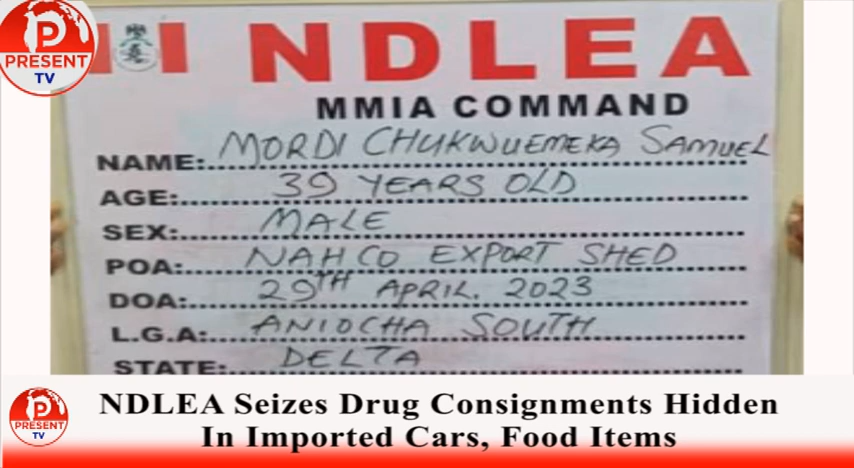 PRESENT
TV
NDLEA
MMIA COMMAND
NAME: MORDI CHUKWUEMEKA SAMUEL
AGE: 39 YEARS OLD
SEX: MALE
POA: NAHCO EXPORT SHED
DOA: 29TH APRIL. 2023
L.G.A: ANIOCHA SOUTH
STATE: DELTA
PRESENT
TV
NDLEA Seizes Drug Consignments Hidden
In Imported Cars, Food Items